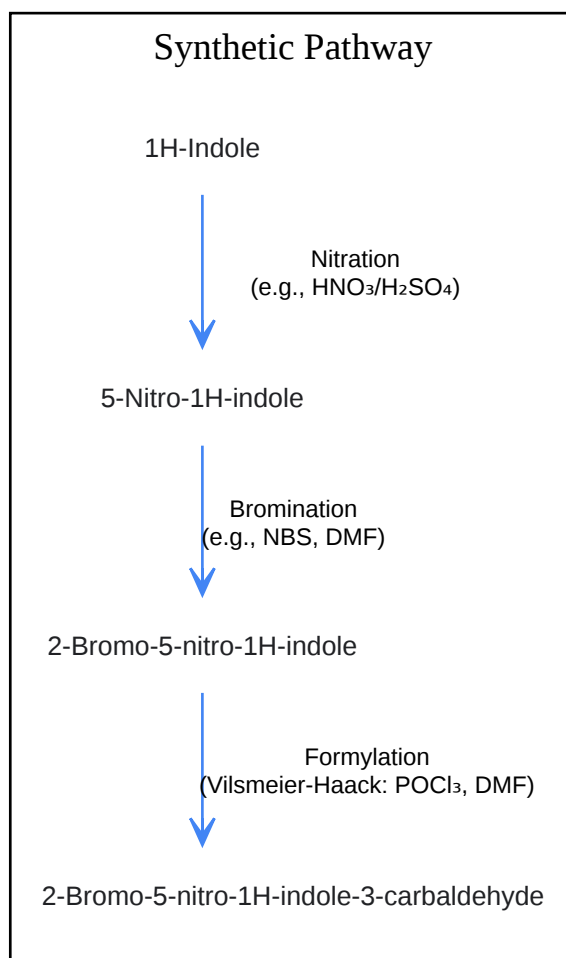 Synthetic Pathway
1H-Indole
Nitration
(e.g., HNO₃/H₂SO₄)
5-Nitro-1H-indole
Bromination
(e.g., NBS, DMF)
2-Bromo-5-nitro-1H-indole
Formylation
(Vilsmeier-Haack: POCl₃, DMF)
2-Bromo-5-nitro-1H-indole-3-carbaldehyde